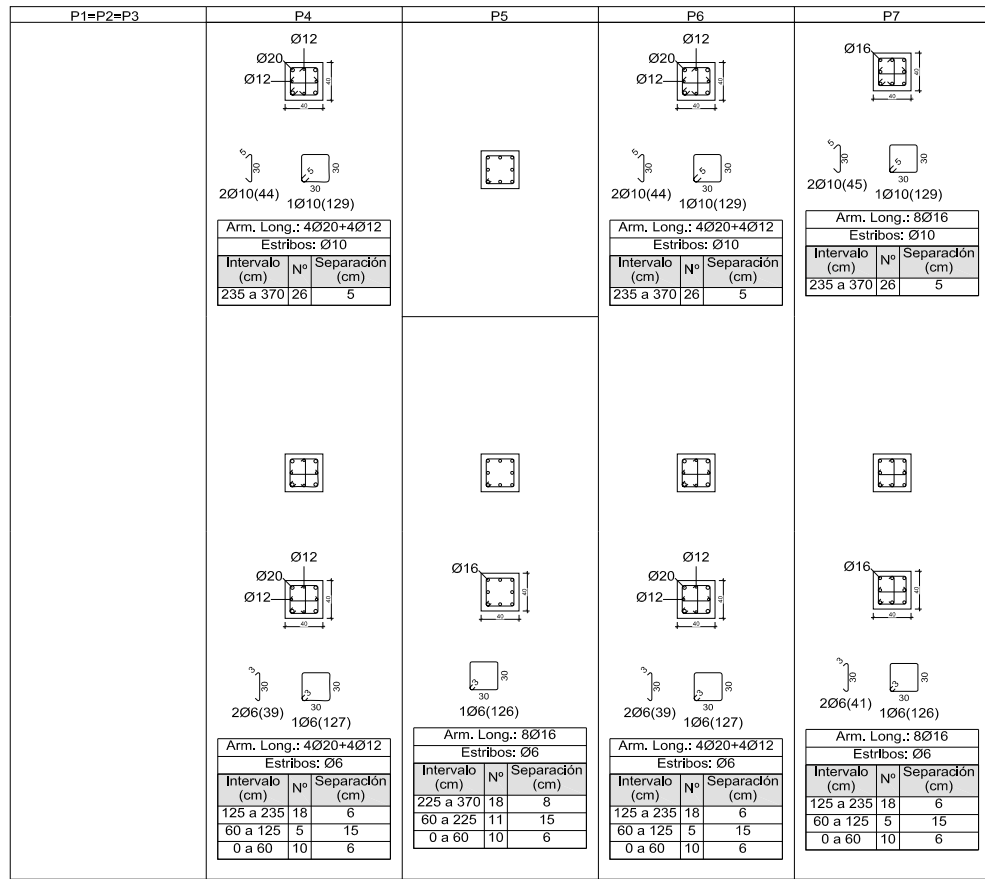 P1=P2=P3
P4
P5
P6
P7
Ø12
Ø20
Ø12
40
40
5
30
2Ø10(44)
5
30
30
1Ø10(129)
Arm. Long.: 4Ø20+4Ø12
Estribos: Ø10
Intervalo (cm) Nº Separación (cm)
235 a 370 26 5
Ø12
Ø20
Ø12
40
40
5
30
2Ø10(44)
5
30
30
1Ø10(129)
Arm. Long.: 4Ø20+4Ø12
Estribos: Ø10
Intervalo (cm) Nº Separación (cm)
235 a 370 26 5
Ø16
40
40
5
30
2Ø10(45)
5
30
30
1Ø10(129)
Arm. Long.: 8Ø16
Estribos: Ø10
Intervalo (cm) Nº Separación (cm)
235 a 370 26 5
Ø12
Ø20
Ø12
40
40
3
30
2Ø6(39)
3
30
30
1Ø6(127)
Arm. Long.: 4Ø20+4Ø12
Estribos: Ø6
Intervalo (cm) Nº Separación (cm)
125 a 235 18 6
60 a 125 5 15
0 a 60 10 6
Ø16
40
40
3
30
30
1Ø6(126)
Arm. Long.: 8Ø16
Estribos: Ø6
Intervalo (cm) Nº Separación (cm)
225 a 370 18 8
60 a 225 11 15
0 a 60 10 6
Ø12
Ø20
Ø12
40
40
3
30
2Ø6(39)
3
30
30
1Ø6(127)
Arm. Long.: 4Ø20+4Ø12
Estribos: Ø6
Intervalo (cm) Nº Separación (cm)
125 a 235 18 6
60 a 125 5 15
0 a 60 10 6
Ø16
40
40
3
30
2Ø6(41)
3
30
30
1Ø6(126)
Arm. Long.: 8Ø16
Estribos: Ø6
Intervalo (cm) Nº Separación (cm)
125 a 235 18 6
60 a 125 5 15
0 a 60 10 6